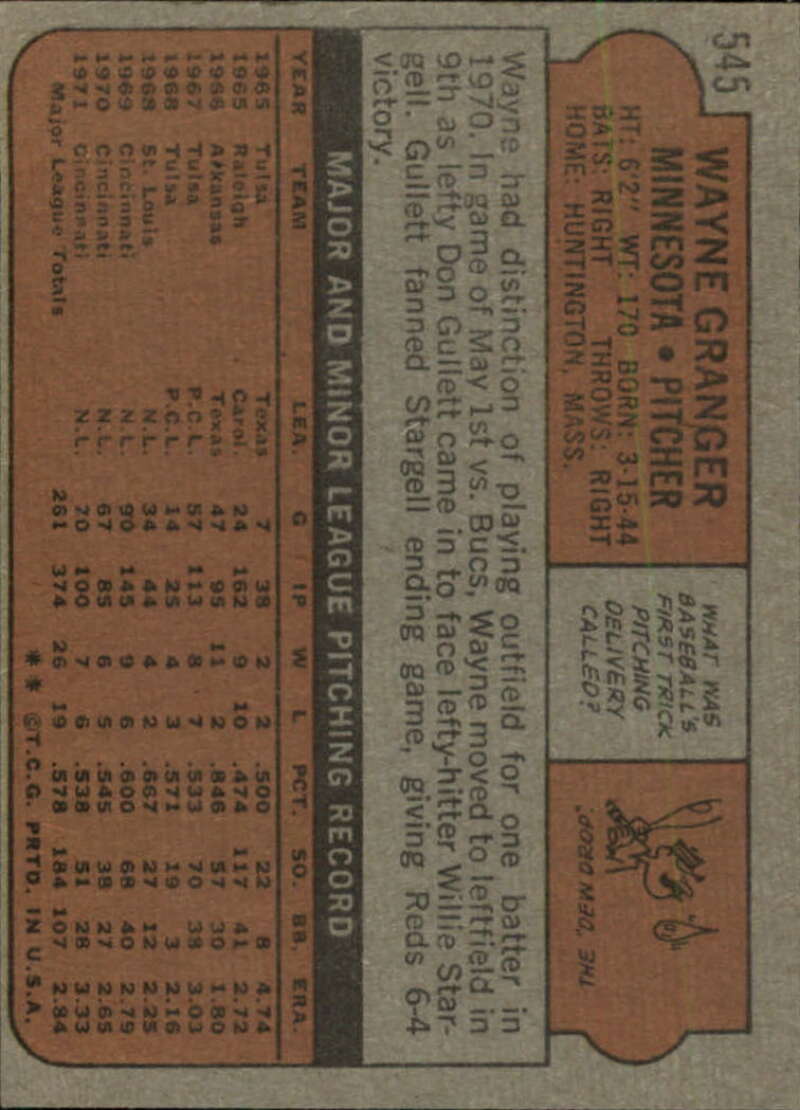 545
WAYNE GRANGER
MINNESOTA • PITCHER
HT: 6'2" WT: 170 BORN: 3-15-44
BATS: RIGHT THROWS: RIGHT
HOME: HUNTINGTON, MASS.
WHAT WAS
BASEBALL'S
FIRST TRICK
PITCHING
DELIVERY
CALLED?
THE "DEW DROP."
Wayne had distinction of playing outfield for one batter in
1970. In game of May 1st vs. Bucs, Wayne moved to leftfield in
9th as lefty Don Gullett came in to face lefty-hitter Willie Star-
gell. Gullett fanned Stargell ending game, giving Reds 6-4
victory.
MAJOR AND MINOR LEAGUE PITCHING RECORD
YEAR TEAM LEA. G IP W L PCT. SO. BB. ERA.
1965 Tulsa Texas 7 38 2 2 .500 22 8 4.74
1965 Raleigh Carol. 24 162 9 10 .474 117 41 2.72
1966 Arkansas Texas 47 95 11 2 .846 57 30 1.80
1967 Tulsa P.C.L. 57 113 8 7 .533 70 38 3.03
1968 Tulsa P.C.L. 14 25 4 3 .571 19 3 2.16
1968 St. Louis N.L. 34 44 4 2 .667 27 12 2.25
1969 Cincinnati N.L. 90 145 9 6 .600 68 40 2.79
1970 Cincinnati N.L. 67 85 6 5 .545 38 27 2.65
1971 Cincinnati N.L. 70 100 7 6 .538 51 28 3.33
Major League Totals 261 374 26 19 .578 184 107 2.84
* * ©T.C.G. PRTD. IN U.S.A.